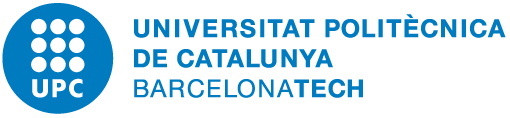 UPC
UNIVERSITAT POLITÈCNICA
DE CATALUNYA
BARCELONATECH